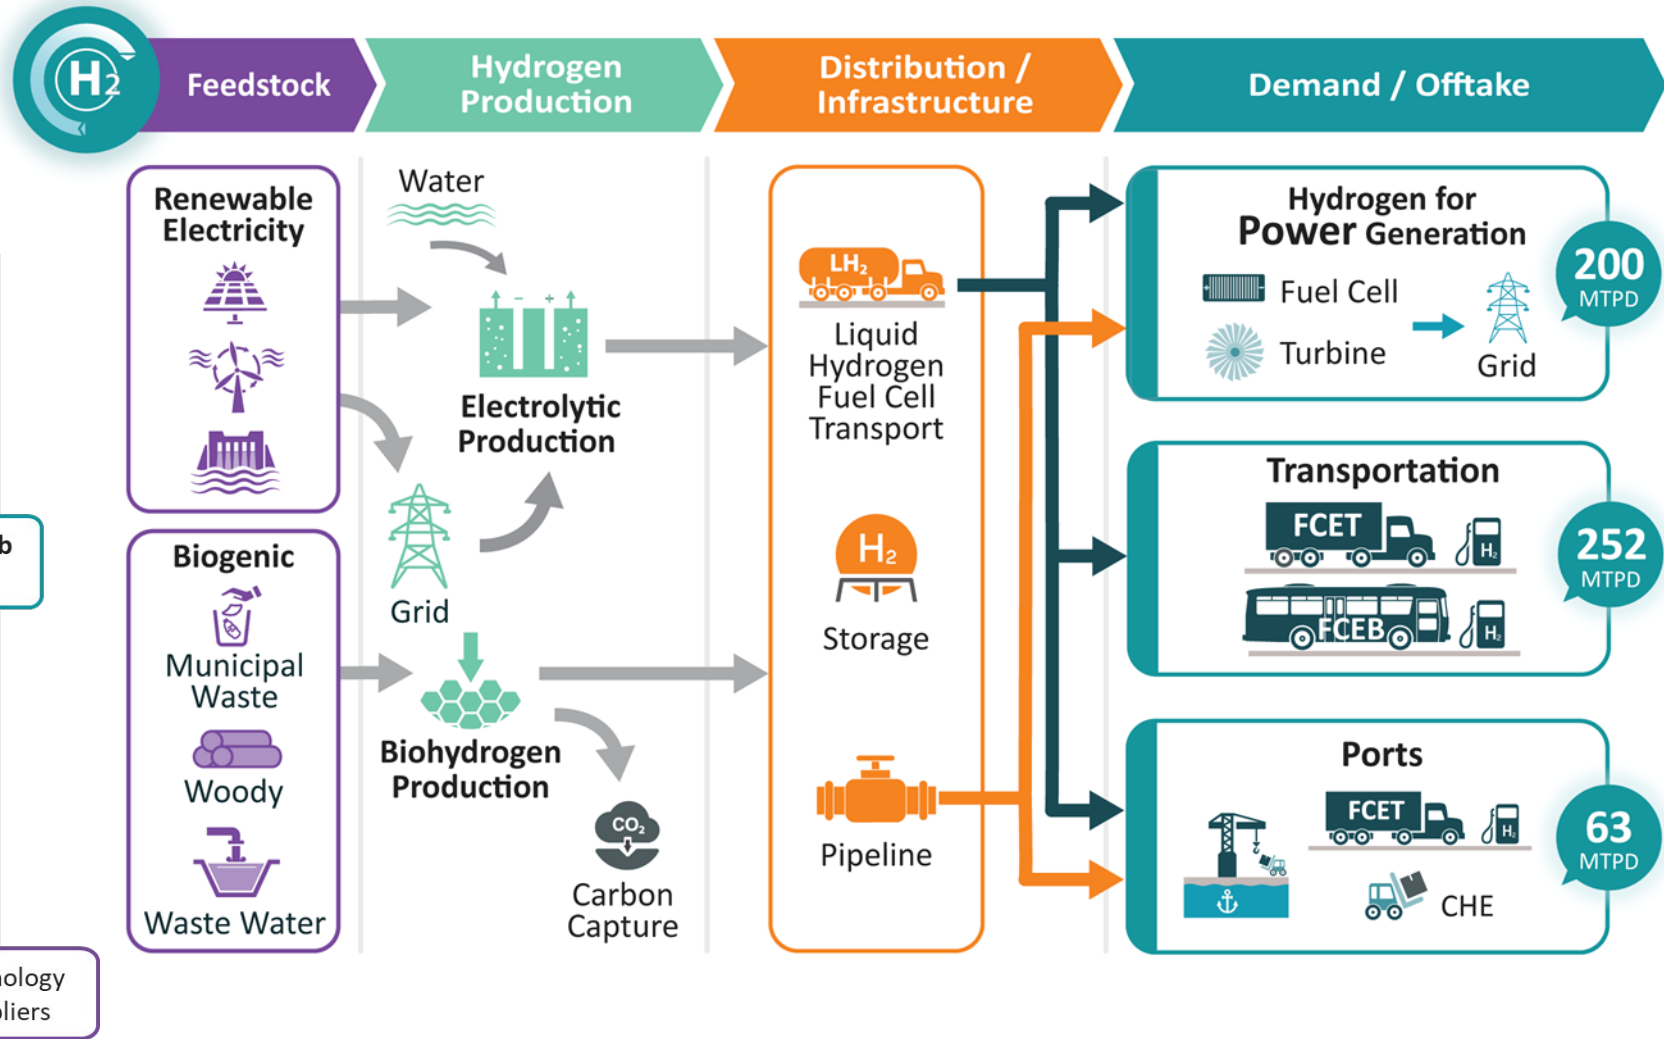 H2
Feedstock
Hydrogen
Production
Distribution /
Infrastructure
Demand / Offtake
Renewable
Electricity
Biogenic
Municipal
Waste
Woody
Waste Water
Water
- +
Electrolytic
Production
Grid
Biohydrogen
Production
CO₂
Carbon
Capture
LH₂
Liquid
Hydrogen
Fuel Cell
Transport
H₂
Storage
Pipeline
Hydrogen for
Power Generation
Fuel Cell
Turbine
Grid
200
MTPD
Transportation
FCET
H₂
FCEB
H₂
252
MTPD
Ports
FCET
H₂
CHE
63
MTPD
b
nology
liers